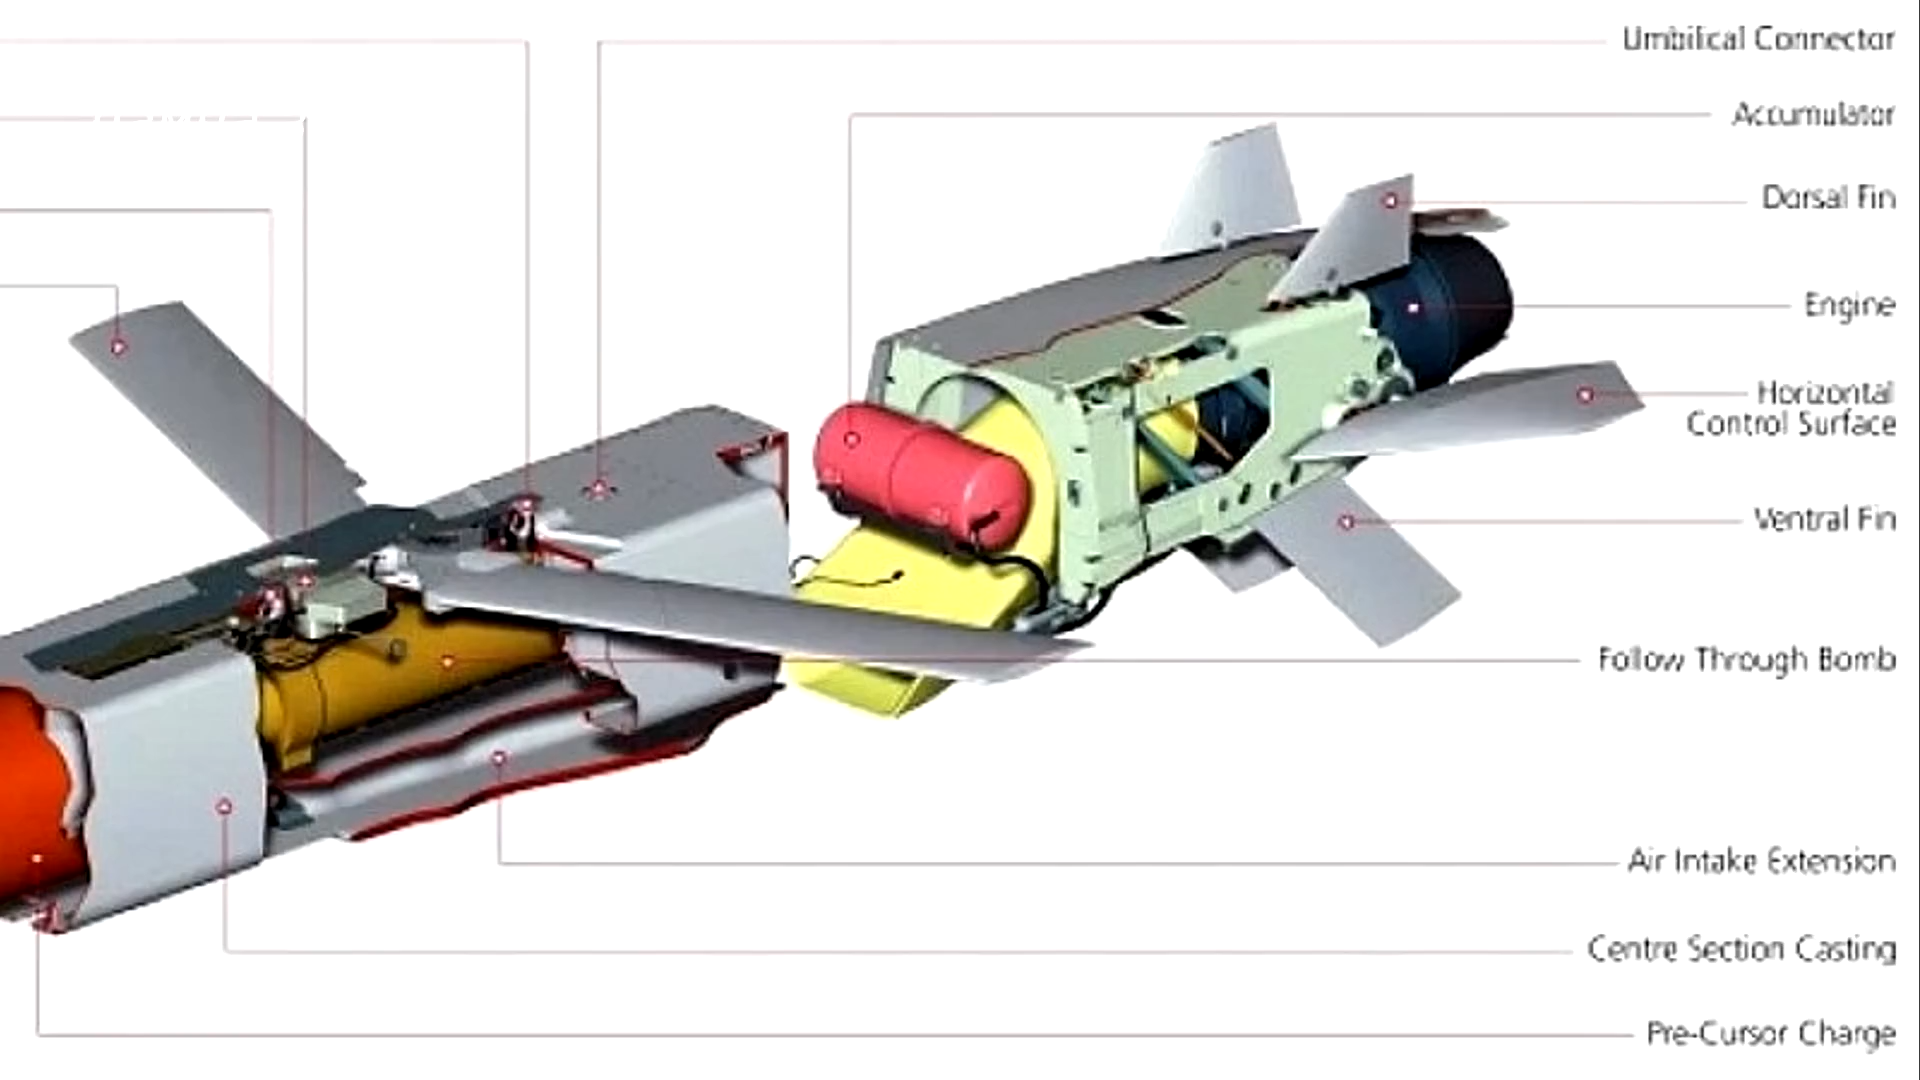 Umbilical Connector
Accumulator
Dorsal Fin
Engine
Horizontal
Control Surface
Ventral Fin
Follow Through Bomb
Air Intake Extension
Centre Section Casting
Pre-Cursor Charge